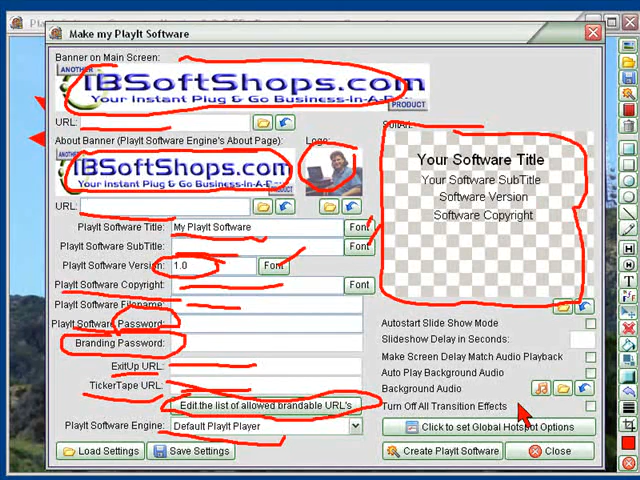 Make my PlayIt Software
Banner on Main Screen:
ANOTHER
IBSoftShops.com
Your Instant Plug & Go Business-In-A-
PRODUCT
URL:
About Banner (PlayIt Software Engine's About Page):
Logo:
ANOTHER
IBSoftShops.com
Your Instant Plug & Go Business-In-A-
PRODUCT
URL:
PlayIt Software Title:
My PlayIt Software
Font
PlayIt Software SubTitle:
Font
PlayIt Software Version:
1.0
Font
PlayIt Software Copyright:
Font
PlayIt Software Filename:
PlayIt Software Password:
Branding Password:
ExitUp URL:
TickerTape URL:
Edit the list of allowed brandable URL's
PlayIt Software Engine:
Default PlayIt Player
Load Settings
Save Settings
Your Software Title
Your Software SubTitle
Software Version
Software Copyright
Autostart Slide Show Mode
Slideshow Delay in Seconds:
Make Screen Delay Match Audio Playback
Auto Play Background Audio
Background Audio
Turn Off All Transition Effects
Click to set Global Hotspot Options
Create PlayIt Software
Close